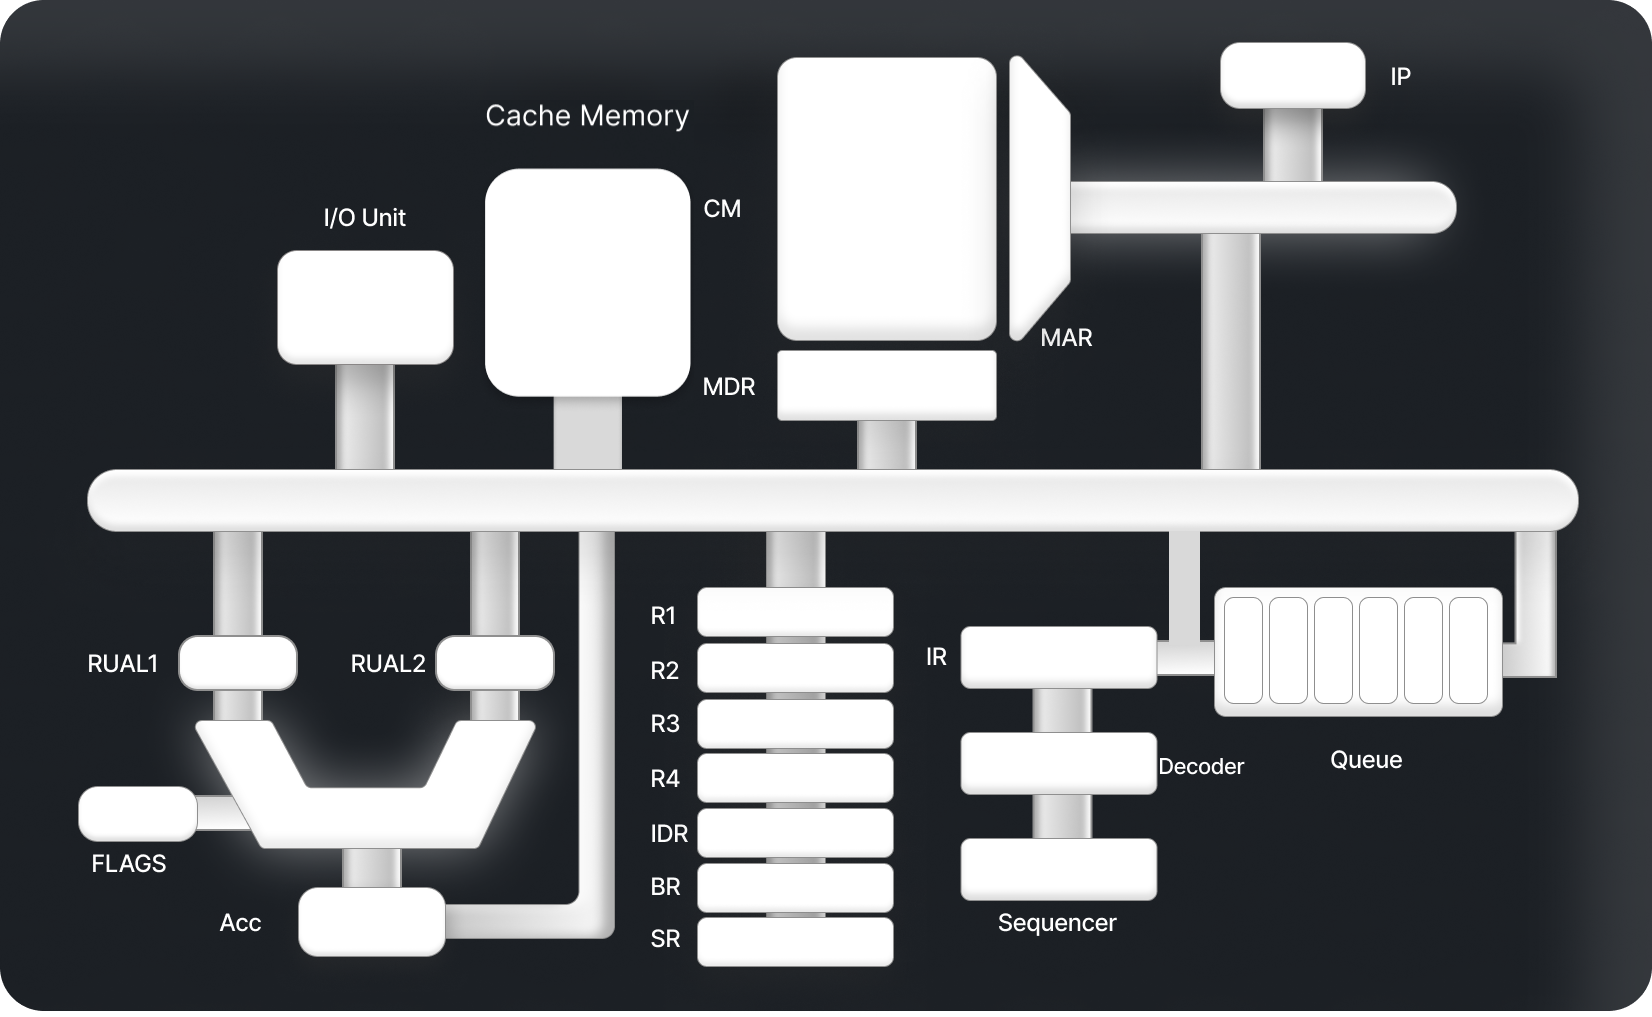 IP
Cache Memory
CM
I/O Unit
MAR
MDR
R1
IR
RUAL1
RUAL2
R2
R3
Decoder
Queue
R4
IDR
FLAGS
BR
Acc
Sequencer
SR